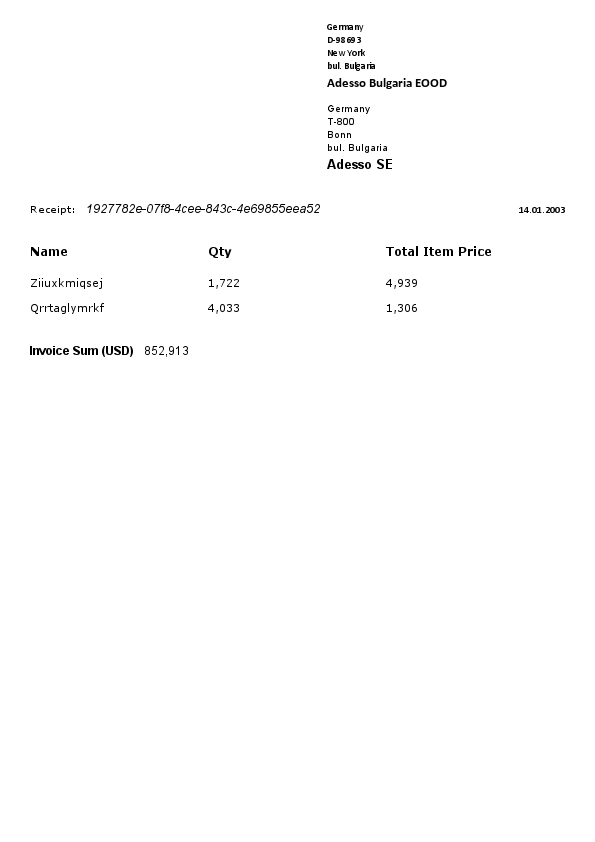 Germany
D-98693
New York
bul. Bulgaria
Adesso Bulgaria EOOD
Germany
T-800
Bonn
bul. Bulgaria
Adesso SE
Receipt: 1927782e-07f8-4cee-843c-4e69855eea52 14.01.2003
Name Qty Total Item Price
Ziiuxkmiqsej 1,722 4,939
Qrrtaglymrkf 4,033 1,306
Invoice Sum (USD) 852,913